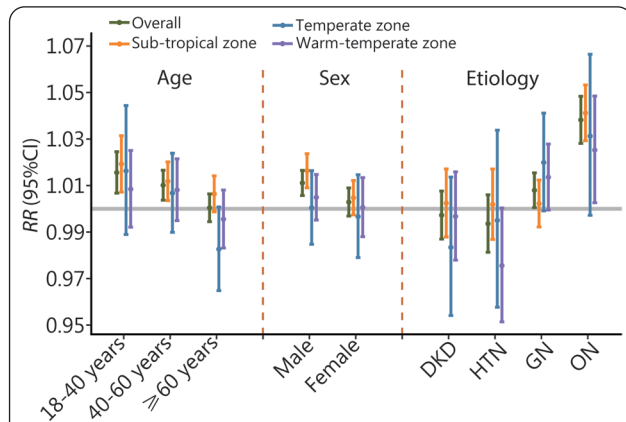 Overall Temperate zone
Sub-tropical zone Warm-temperate zone
Age Sex Etiology
RR (95%CI)
1.07
1.05
1.03
1.01
0.99
0.97
0.95
18-40 years 40-60 years ≥60 years Male Female DKD HTN GN ON